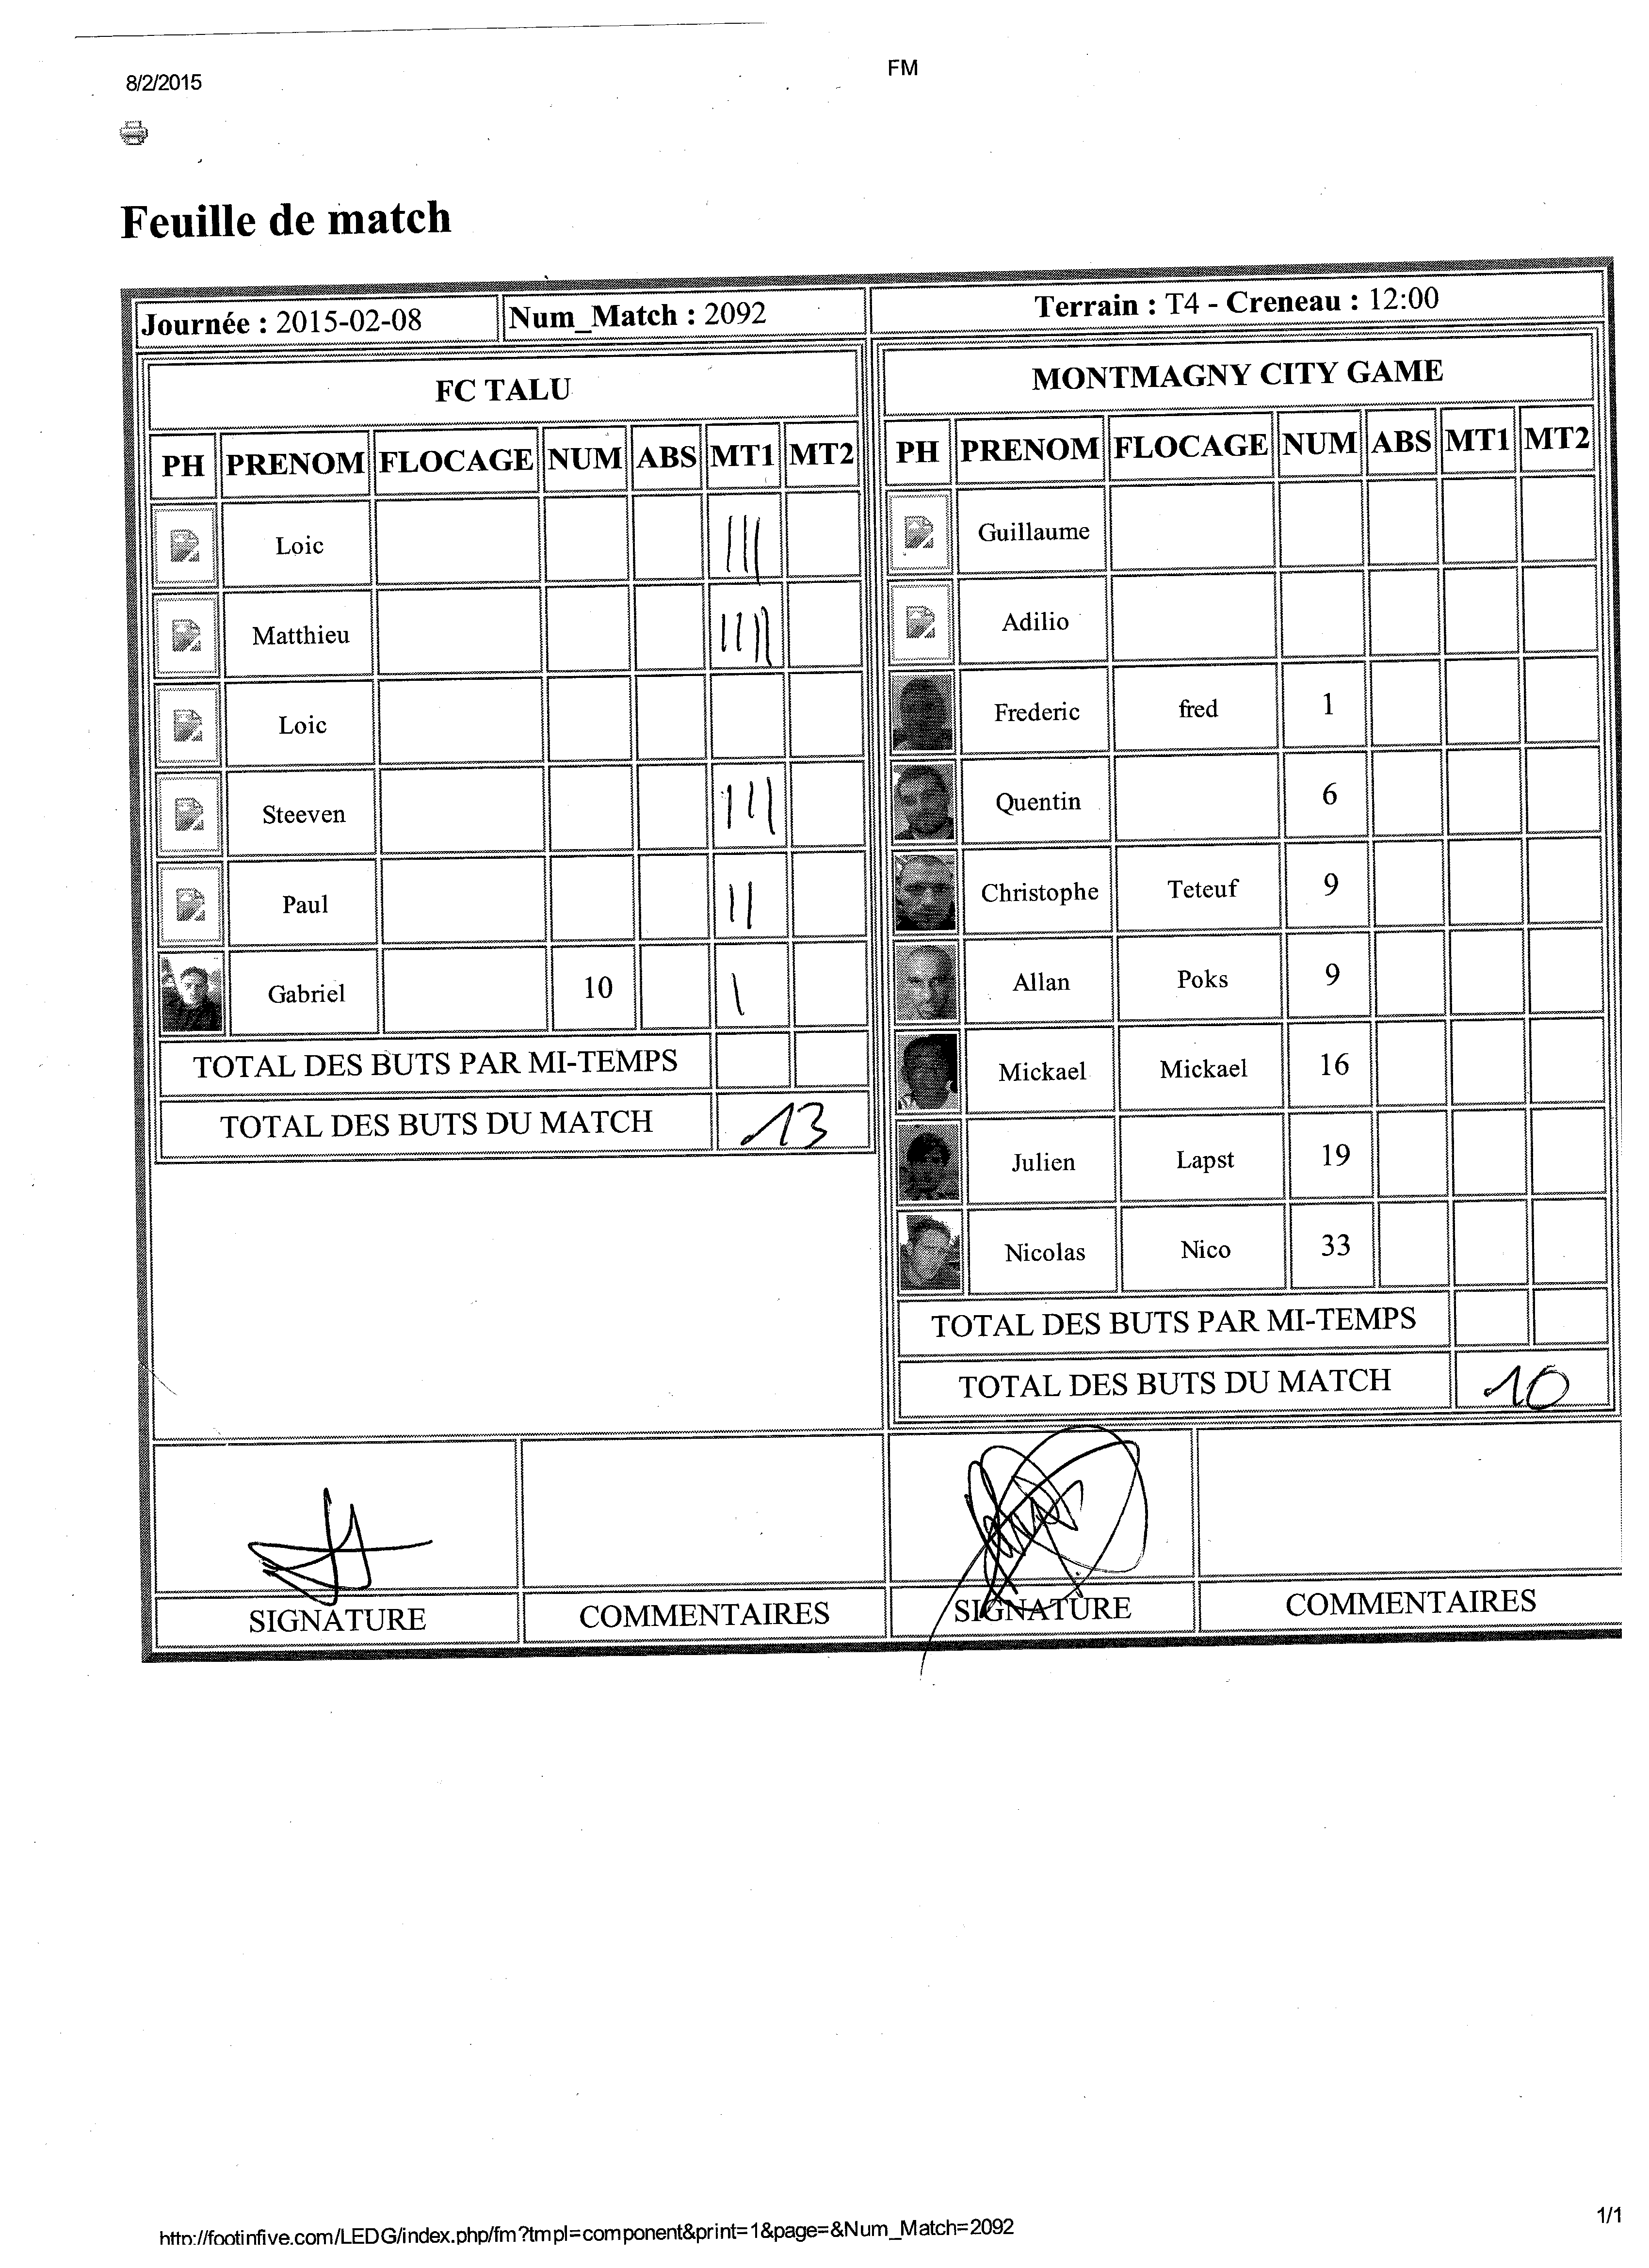 8/2/2015
FM
Feuille de match
Journée : 2015-02-08
Num_Match : 2092
Terrain : T4 - Creneau : 12:00
FC TALU
PH PRENOM FLOCAGE NUM ABS MT1 MT2
Loic |||
Matthieu ||||
Loic
Steeven |||
Paul ||
Gabriel 10 |
TOTAL DES BUTS PAR MI-TEMPS
TOTAL DES BUTS DU MATCH 13
MONTMAGNY CITY GAME
PH PRENOM FLOCAGE NUM ABS MT1 MT2
Guillaume
Adilio
Frederic fred 1
Quentin 6
Christophe Teteuf 9
Allan Poks 9
Mickael Mickael 16
Julien Lapst 19
Nicolas Nico 33
TOTAL DES BUTS PAR MI-TEMPS
TOTAL DES BUTS DU MATCH 10
SIGNATURE COMMENTAIRES SIGNATURE COMMENTAIRES
http://footinfive.com/LEDG/index.php/fm?tmpl=component&print=1&page=&Num_Match=2092
1/1